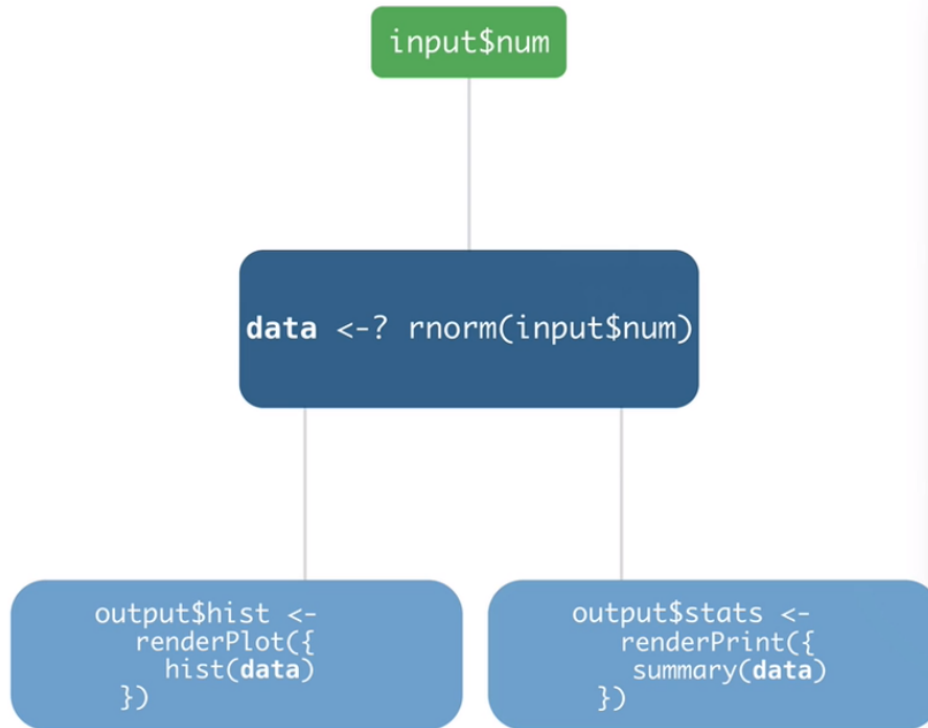 input$num
data <-? rnorm(input$num)
output$hist <-
renderPlot({
hist(data)
})
output$stats <-
renderPrint({
summary(data)
})